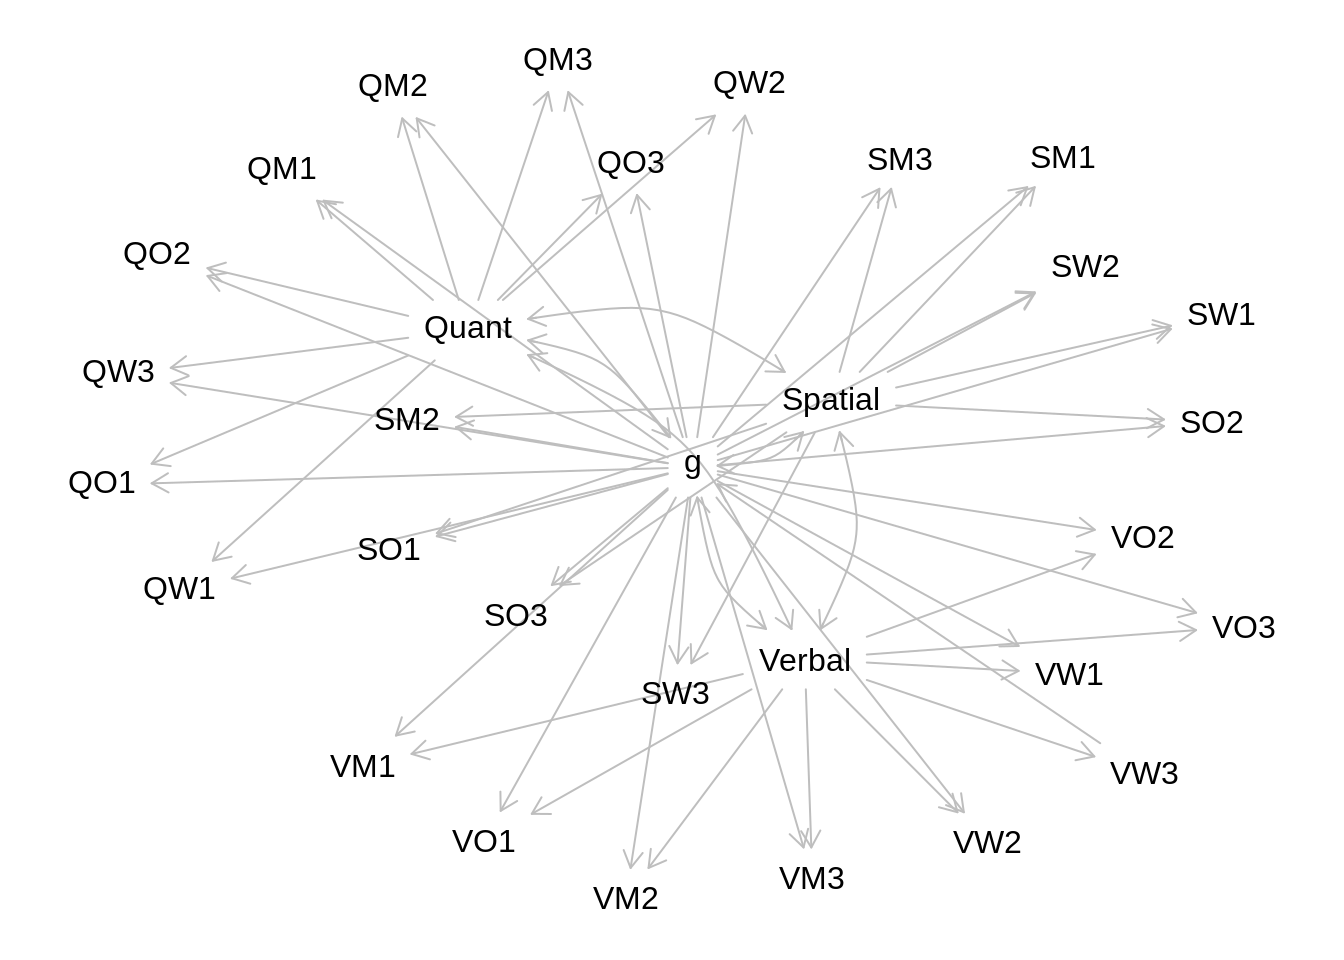 QM3
QW2
QM2
QM1
QO3
SM3
SM1
QO2
SW2
SW1
Quant
QW3
Spatial
SM2
SO2
g
QO1
SO1
VO2
QW1
SO3
VO3
Verbal
VW1
SW3
VM1
VW3
VO1
VW2
VM3
VM2